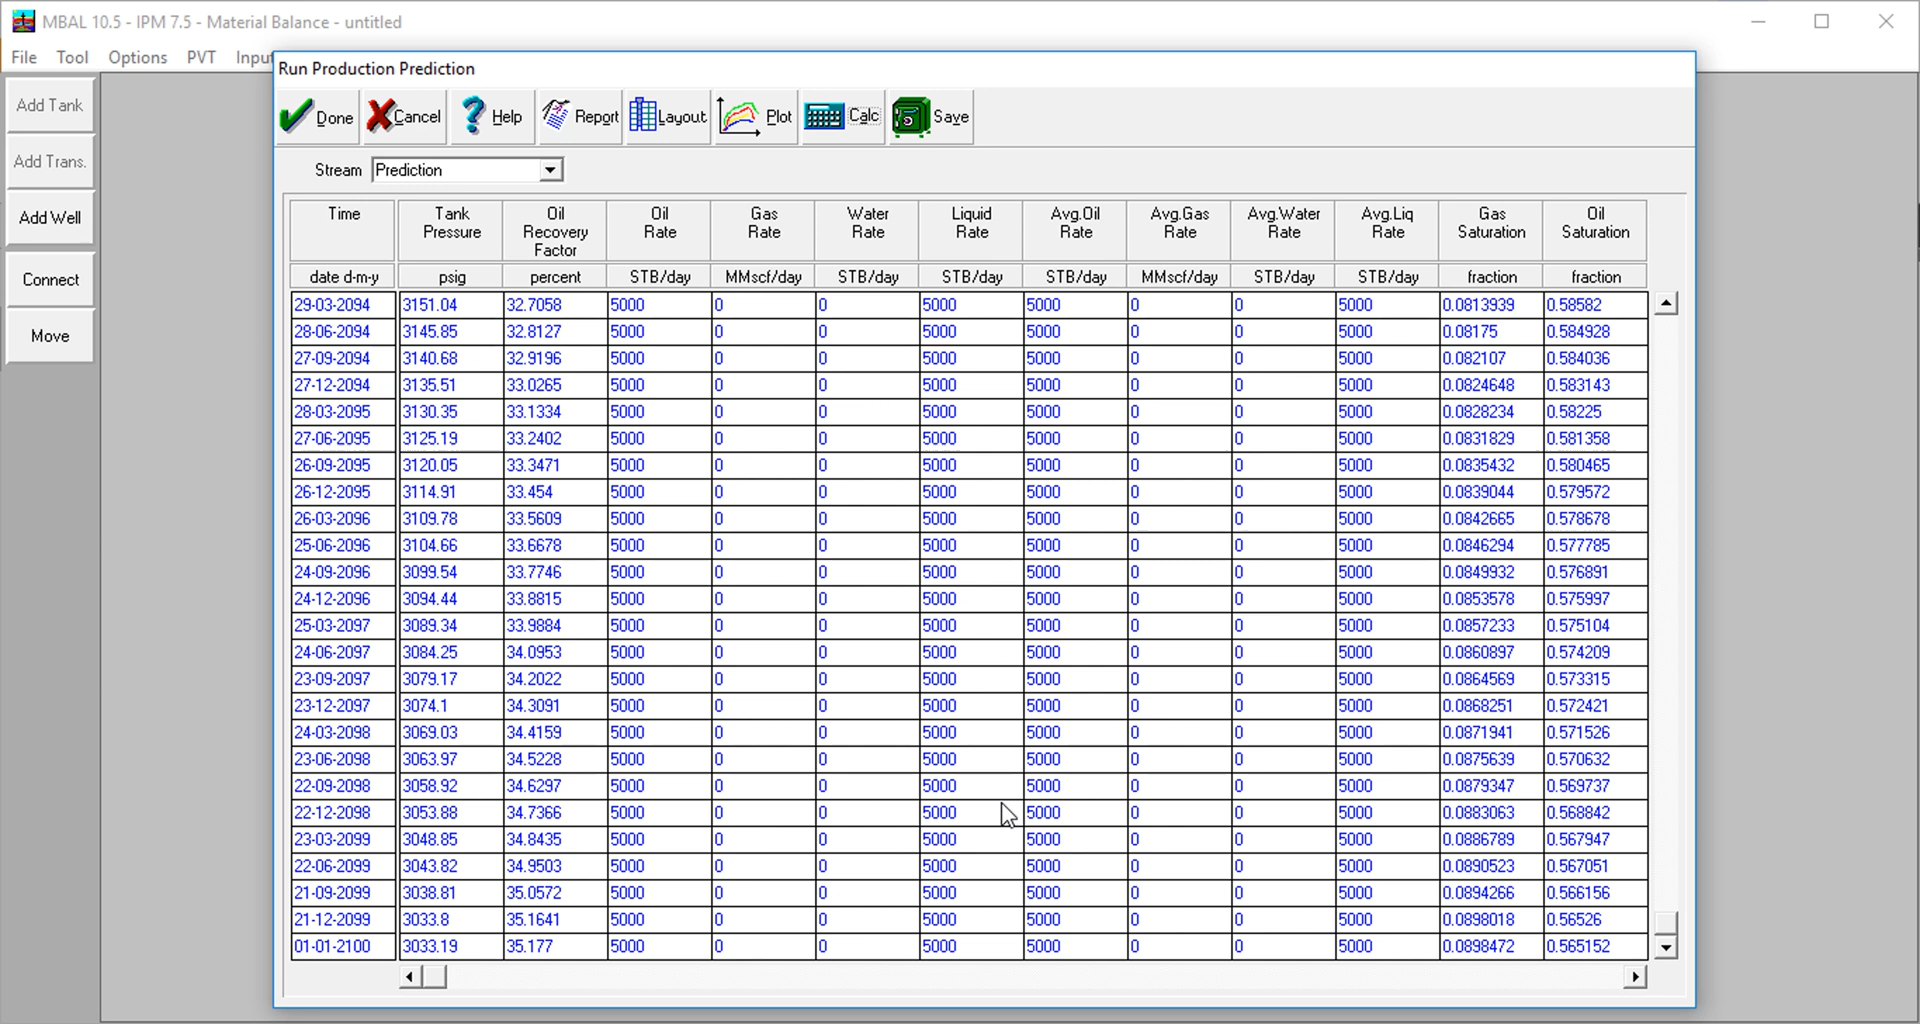 MBAL 10.5 - IPM 7.5 - Material Balance - untitled
File Tool Options PVT Input
Run Production Prediction
Add Tank
Add Trans.
Add Well
Connect
Move
Done Cancel Help Report Layout Plot Calc Save
Stream Prediction
Time Tank Pressure Oil Recovery Factor Oil Rate Gas Rate Water Rate Liquid Rate Avg.Oil Rate Avg.Gas Rate Avg.Water Rate Avg.Liq Rate Gas Saturation Oil Saturation
date d-m-y psig percent STB/day MMscf/day STB/day STB/day STB/day MMscf/day STB/day STB/day fraction fraction
29-03-2094 3151.04 32.7058 5000 0 0 5000 5000 0 0 5000 0.0813939 0.58582
28-06-2094 3145.85 32.8127 5000 0 0 5000 5000 0 0 5000 0.08175 0.584928
27-09-2094 3140.68 32.9196 5000 0 0 5000 5000 0 0 5000 0.082107 0.584036
27-12-2094 3135.51 33.0265 5000 0 0 5000 5000 0 0 5000 0.0824648 0.583143
28-03-2095 3130.35 33.1334 5000 0 0 5000 5000 0 0 5000 0.0828234 0.58225
27-06-2095 3125.19 33.2402 5000 0 0 5000 5000 0 0 5000 0.0831829 0.581358
26-09-2095 3120.05 33.3471 5000 0 0 5000 5000 0 0 5000 0.0835432 0.580465
26-12-2095 3114.91 33.454 5000 0 0 5000 5000 0 0 5000 0.0839044 0.579572
26-03-2096 3109.78 33.5609 5000 0 0 5000 5000 0 0 5000 0.0842665 0.578678
25-06-2096 3104.66 33.6678 5000 0 0 5000 5000 0 0 5000 0.0846294 0.577785
24-09-2096 3099.54 33.7746 5000 0 0 5000 5000 0 0 5000 0.0849932 0.576891
24-12-2096 3094.44 33.8815 5000 0 0 5000 5000 0 0 5000 0.0853578 0.575997
25-03-2097 3089.34 33.9884 5000 0 0 5000 5000 0 0 5000 0.0857233 0.575104
24-06-2097 3084.25 34.0953 5000 0 0 5000 5000 0 0 5000 0.0860897 0.574209
23-09-2097 3079.17 34.2022 5000 0 0 5000 5000 0 0 5000 0.0864569 0.573315
23-12-2097 3074.1 34.3091 5000 0 0 5000 5000 0 0 5000 0.0868251 0.572421
24-03-2098 3069.03 34.4159 5000 0 0 5000 5000 0 0 5000 0.0871941 0.571526
23-06-2098 3063.97 34.5228 5000 0 0 5000 5000 0 0 5000 0.0875639 0.570632
22-09-2098 3058.92 34.6297 5000 0 0 5000 5000 0 0 5000 0.0879347 0.569737
22-12-2098 3053.88 34.7366 5000 0 0 5000 5000 0 0 5000 0.0883063 0.568842
23-03-2099 3048.85 34.8435 5000 0 0 5000 5000 0 0 5000 0.0886789 0.567947
22-06-2099 3043.82 34.9503 5000 0 0 5000 5000 0 0 5000 0.0890523 0.567051
21-09-2099 3038.81 35.0572 5000 0 0 5000 5000 0 0 5000 0.0894266 0.566156
21-12-2099 3033.8 35.1641 5000 0 0 5000 5000 0 0 5000 0.0898018 0.56526
01-01-2100 3033.19 35.177 5000 0 0 5000 5000 0 0 5000 0.0898472 0.565152